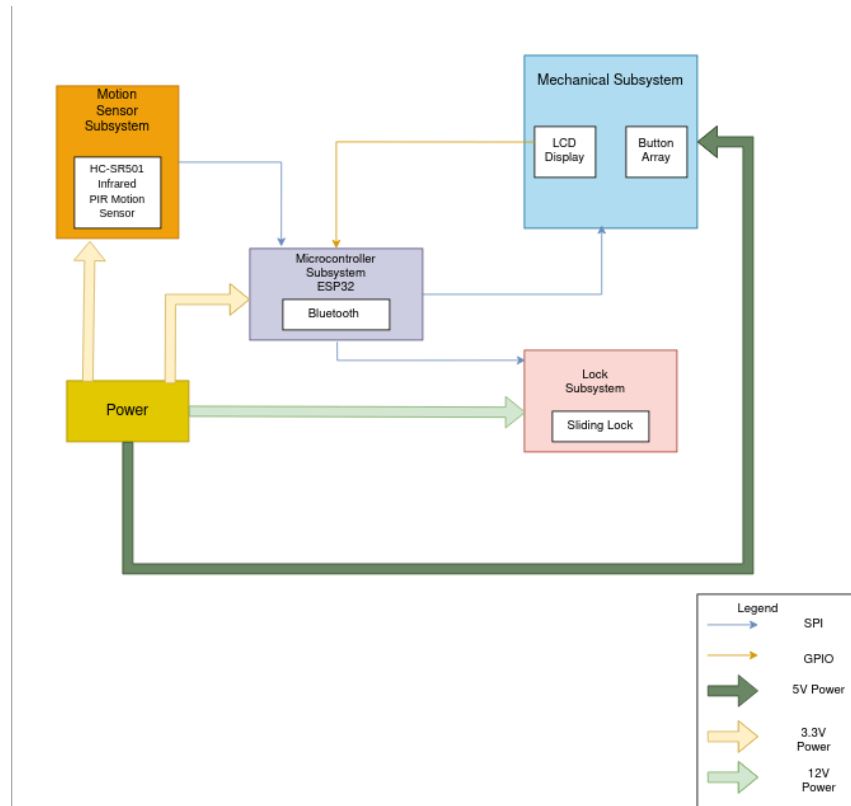 Motion
Sensor
Subsystem
HC-SR501
Infrared
PIR Motion
Sensor
Mechanical Subsystem
LCD
Display
Button
Array
Microcontroller
Subsystem
ESP32
Bluetooth
Lock
Subsystem
Sliding Lock
Power
Legend
SPI
GPIO
5V Power
3.3V
Power
12V
Power